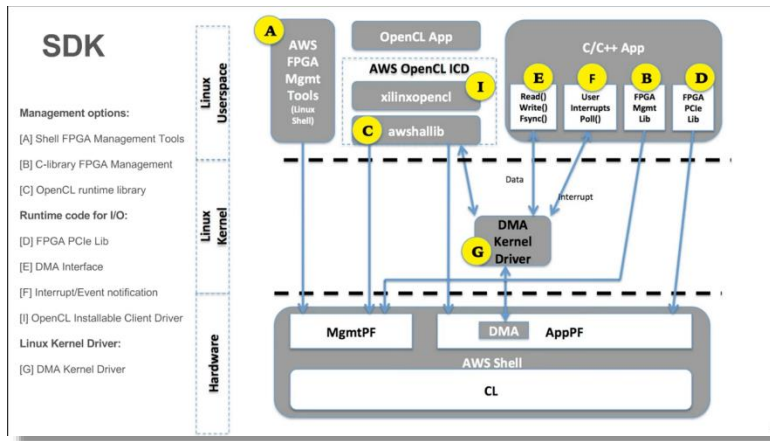 SDK
Management options:
[A] Shell FPGA Management Tools
[B] C-library FPGA Management
[C] OpenCL runtime library
Runtime code for I/O:
[D] FPGA PCIe Lib
[E] DMA Interface
[F] Interrupt/Event notification
[I] OpenCL Installable Client Driver
Linux Kernel Driver:
[G] DMA Kernel Driver
Linux
Userspace
Linux
Kernel
Hardware
A
AWS
FPGA
Mgmt
Tools
(Linux
Shell)
OpenCL App
AWS OpenCL ICD
I
xilinxopencl
C
awshallib
C/C++ App
E
Read()
Write()
Fsync()
F
User
Interrupts
Poll()
B
FPGA
Mgmt
Lib
D
FPGA
PCIe
Lib
Data
Interrupt
DMA
Kernel
Driver
G
MgmtPF
DMA
AppPF
AWS Shell
CL